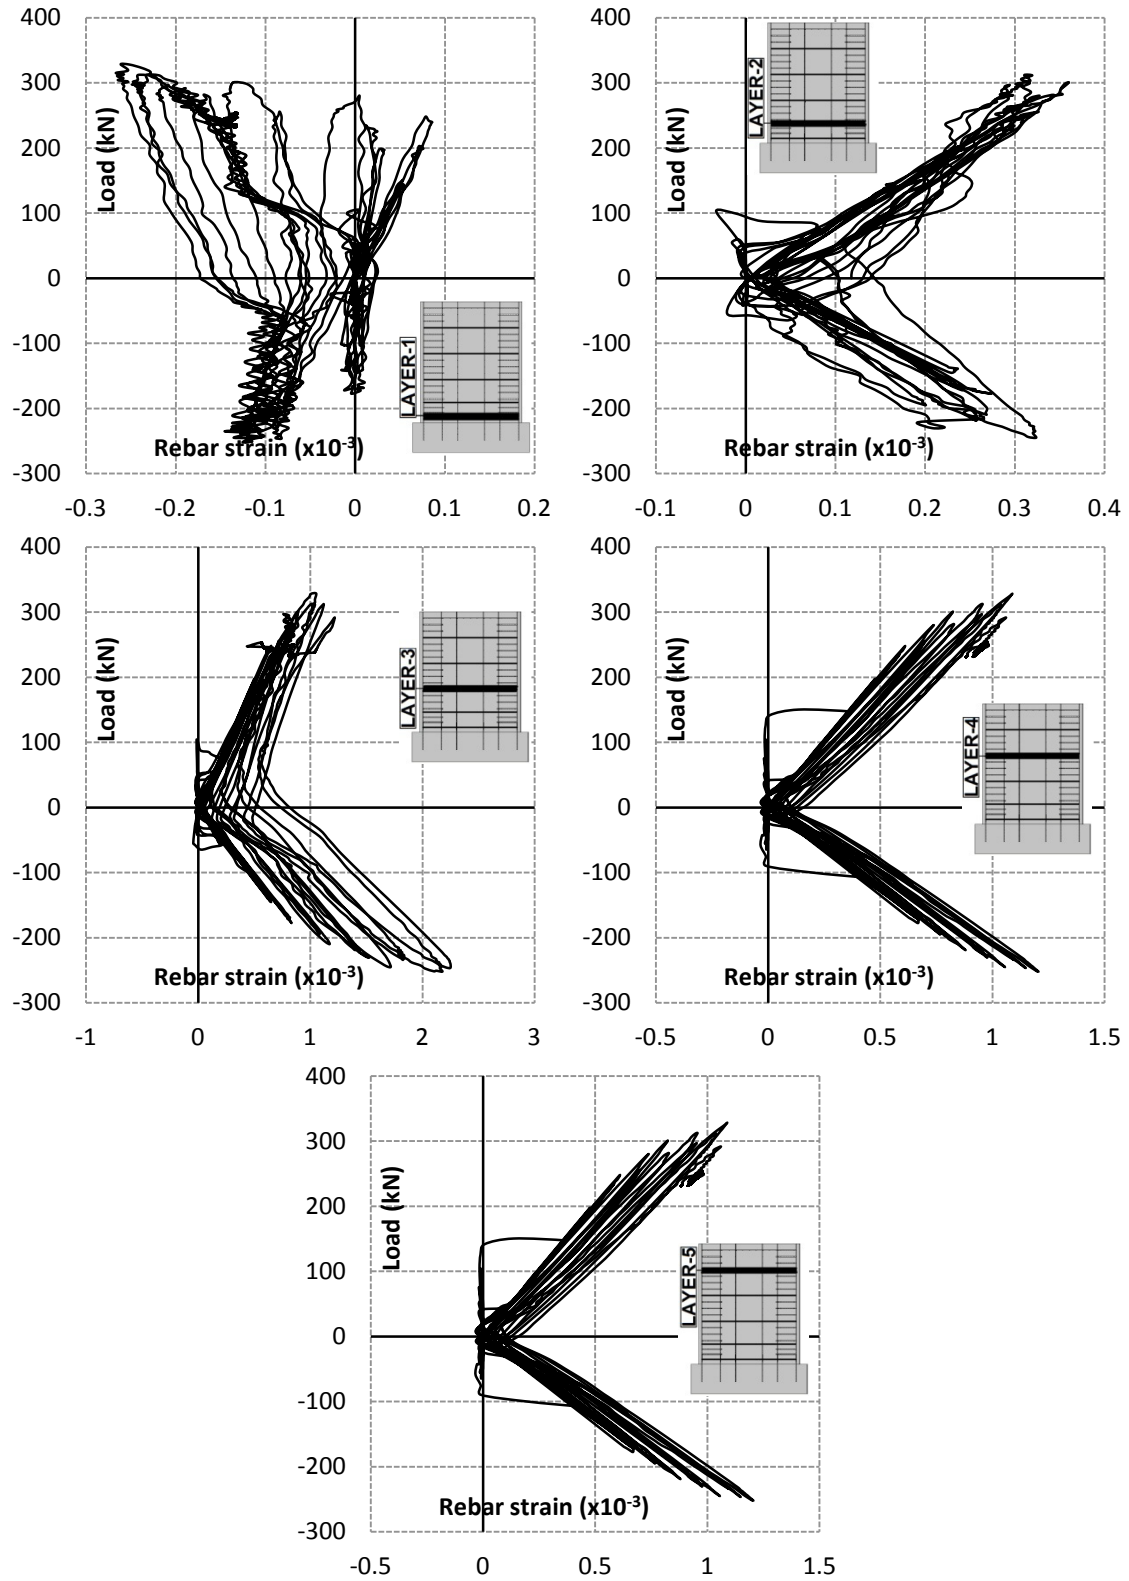 400
300
200
100
0
-100
-200
-300
Load (kN)
LAYER-1
Rebar strain (x10-3)
-0.3 -0.2 -0.1 0 0.1 0.2
400
300
200
100
0
-100
-200
-300
Load (kN)
LAYER-2
Rebar strain (x10-3)
-0.1 0 0.1 0.2 0.3 0.4
400
300
200
100
0
-100
-200
-300
Load (kN)
LAYER-3
Rebar strain (x10-3)
-1 0 1 2 3
400
300
200
100
0
-100
-200
-300
Load (kN)
LAYER-4
Rebar strain (x10-3)
-0.5 0 0.5 1 1.5
400
300
200
100
0
-100
-200
-300
Load (kN)
LAYER-5
Rebar strain (x10-3)
-0.5 0 0.5 1 1.5